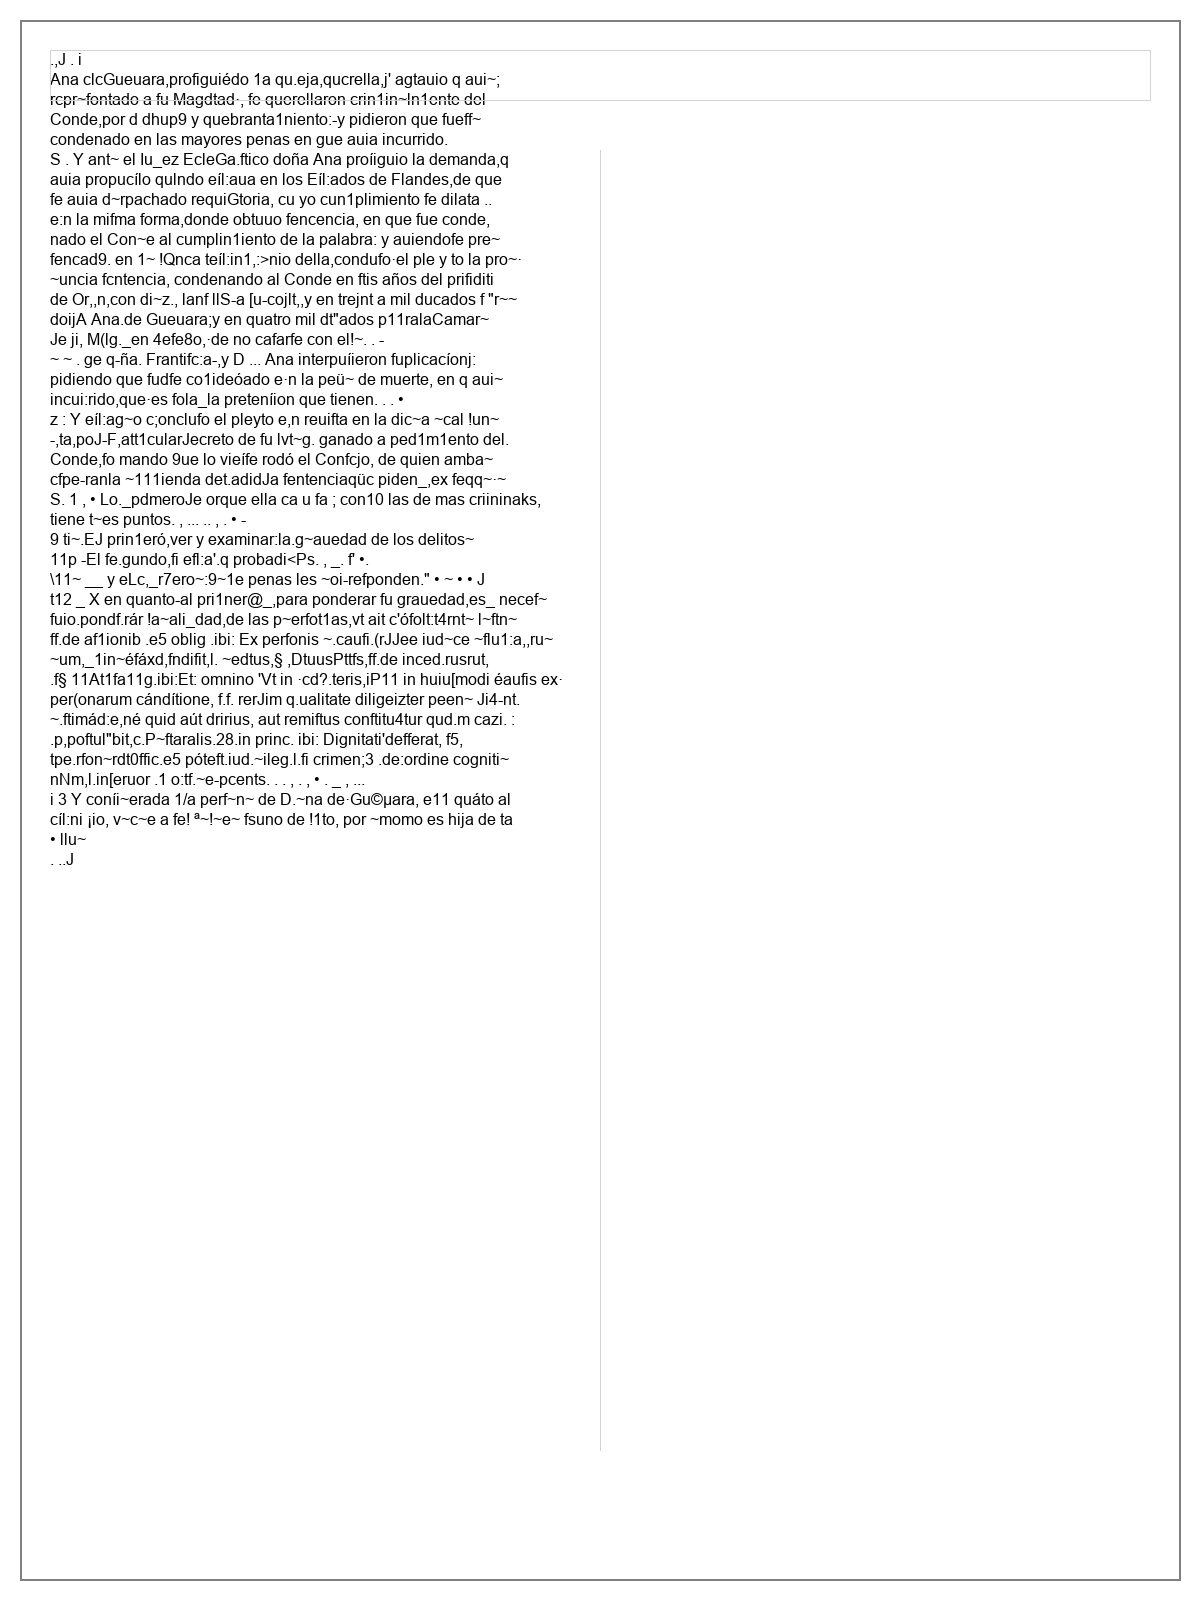 .,J . i
Ana clcGueuara,profiguiédo 1a qu.eja,qucrella,j' agtauio q aui~;
rcpr~fontado a fu Magdtad·, fe querellaron crin1in~ln1ente del
Conde,por d dhup9 y quebranta1niento:-y pidieron que fueff~
condenado en las mayores penas en gue auia incurrido.
S . Y ant~ el Iu_ez EcleGa.ftico doña Ana proíiguio la demanda,q
auia propucílo qulndo eíl:aua en los Eíl:ados de Flandes,de que
fe auia d~rpachado requiGtoria, cu yo cun1plimiento fe dilata ..
e:n la mifma forma,donde obtuuo fencencia, en que fue conde,
nado el Con~e al cumplin1iento de la palabra: y auiendofe pre~
fencad9. en 1~ !Qnca teíl:in1,:>nio della,condufo·el ple y to la pro~·
~uncia fcntencia, condenando al Conde en ftis años del prifiditi
de Or,,n,con di~z., lanf llS-a [u-cojlt,,y en trejnt a mil ducados f "r~~
doijA Ana.de Gueuara;y en quatro mil dt"ados p11ralaCamar~
Je ji, M(lg._en 4efe8o,·de no cafarfe con el!~. . -
~ ~ . ge q-ña. Frantifc:a-,y D ... Ana interpuíieron fuplicacíonj:
pidiendo que fudfe co1ideóado e·n la peü~ de muerte, en q aui~
incui:rido,que·es fola_la preteníion que tienen. . . •
z : Y eíl:ag~o c;onclufo el pleyto e,n reuifta en la dic~a ~cal !un~
-,ta,poJ-F,att1cularJecreto de fu lvt~g. ganado a ped1m1ento del.
Conde,fo mando 9ue lo vieífe rodó el Confcjo, de quien amba~
cfpe-ranla ~111ienda det.adidJa fentenciaqüc piden_,ex feqq~·~
S. 1 , • Lo._pdmeroJe orque ella ca u fa ; con10 las de mas criininaks,
tiene t~es puntos. , ... .. , . • -
9 ti~.EJ prin1eró,ver y examinar:la.g~auedad de los delitos~
11p -El fe.gundo,fi efl:a'.q probadi<Ps. , _. f' •.
\11~ __ y eLc,_r7ero~:9~1e penas les ~oi-refponden." • ~ • • J
t12 _ X en quanto-al pri1ner@_,para ponderar fu grauedad,es_ necef~
fuio.pondf.rár !a~ali_dad,de las p~erfot1as,vt ait c'ófolt:t4rnt~ l~ftn~
ff.de af1ionib .e5 oblig .ibi: Ex perfonis ~.caufi.(rJJee iud~ce ~flu1:a,,ru~
~um,_1in~éfáxd,fndifit,l. ~edtus,§ ,DtuusPttfs,ff.de inced.rusrut,
.f§ 11At1fa11g.ibi:Et: omnino 'Vt in ·cd?.teris,iP11 in huiu[modi éaufis ex·
per(onarum cándítione, f.f. rerJim q.ualitate diligeizter peen~ Ji4-nt.
~.ftimád:e,né quid aút dririus, aut remiftus conftitu4tur qud.m cazi. :
.p,poftul"bit,c.P~ftaralis.28.in princ. ibi: Dignitati'defferat, f5,
tpe.rfon~rdt0ffic.e5 póteft.iud.~ileg.l.fi crimen;3 .de:ordine cogniti~
nNm,l.in[eruor .1 o:tf.~e-pcents. . . , . , • . _ , ...
i 3 Y coníi~erada 1/a perf~n~ de D.~na de·Gu©µara, e11 quáto al
cíl:ni ¡io, v~c~e a fe! ª~!~e~ fsuno de !1to, por ~momo es hija de ta
• llu~
. ..J